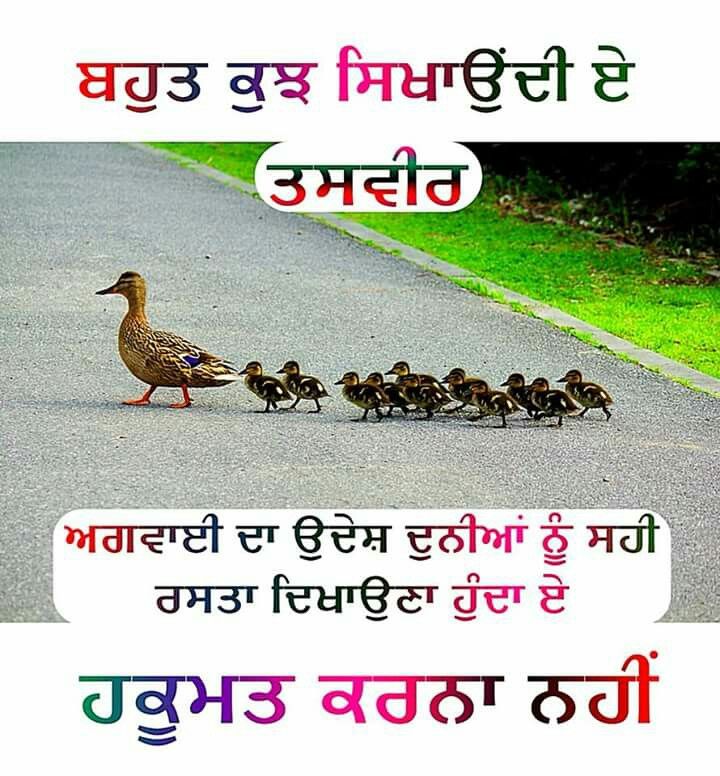 ਬਹੁਤ ਕੁਝ ਸਿਖਾਉਂਦੀ ਏ
ਤਸਵੀਰ
ਅਗਵਾਈ ਦਾ ਉਦੇਸ਼ ਦੁਨੀਆਂ ਨੂੰ ਸਹੀ
ਰਸਤਾ ਦਿਖਾਉਣਾ ਹੁੰਦਾ ਏ
ਹਕੂਮਤ ਕਰਨਾ ਨਹੀਂ